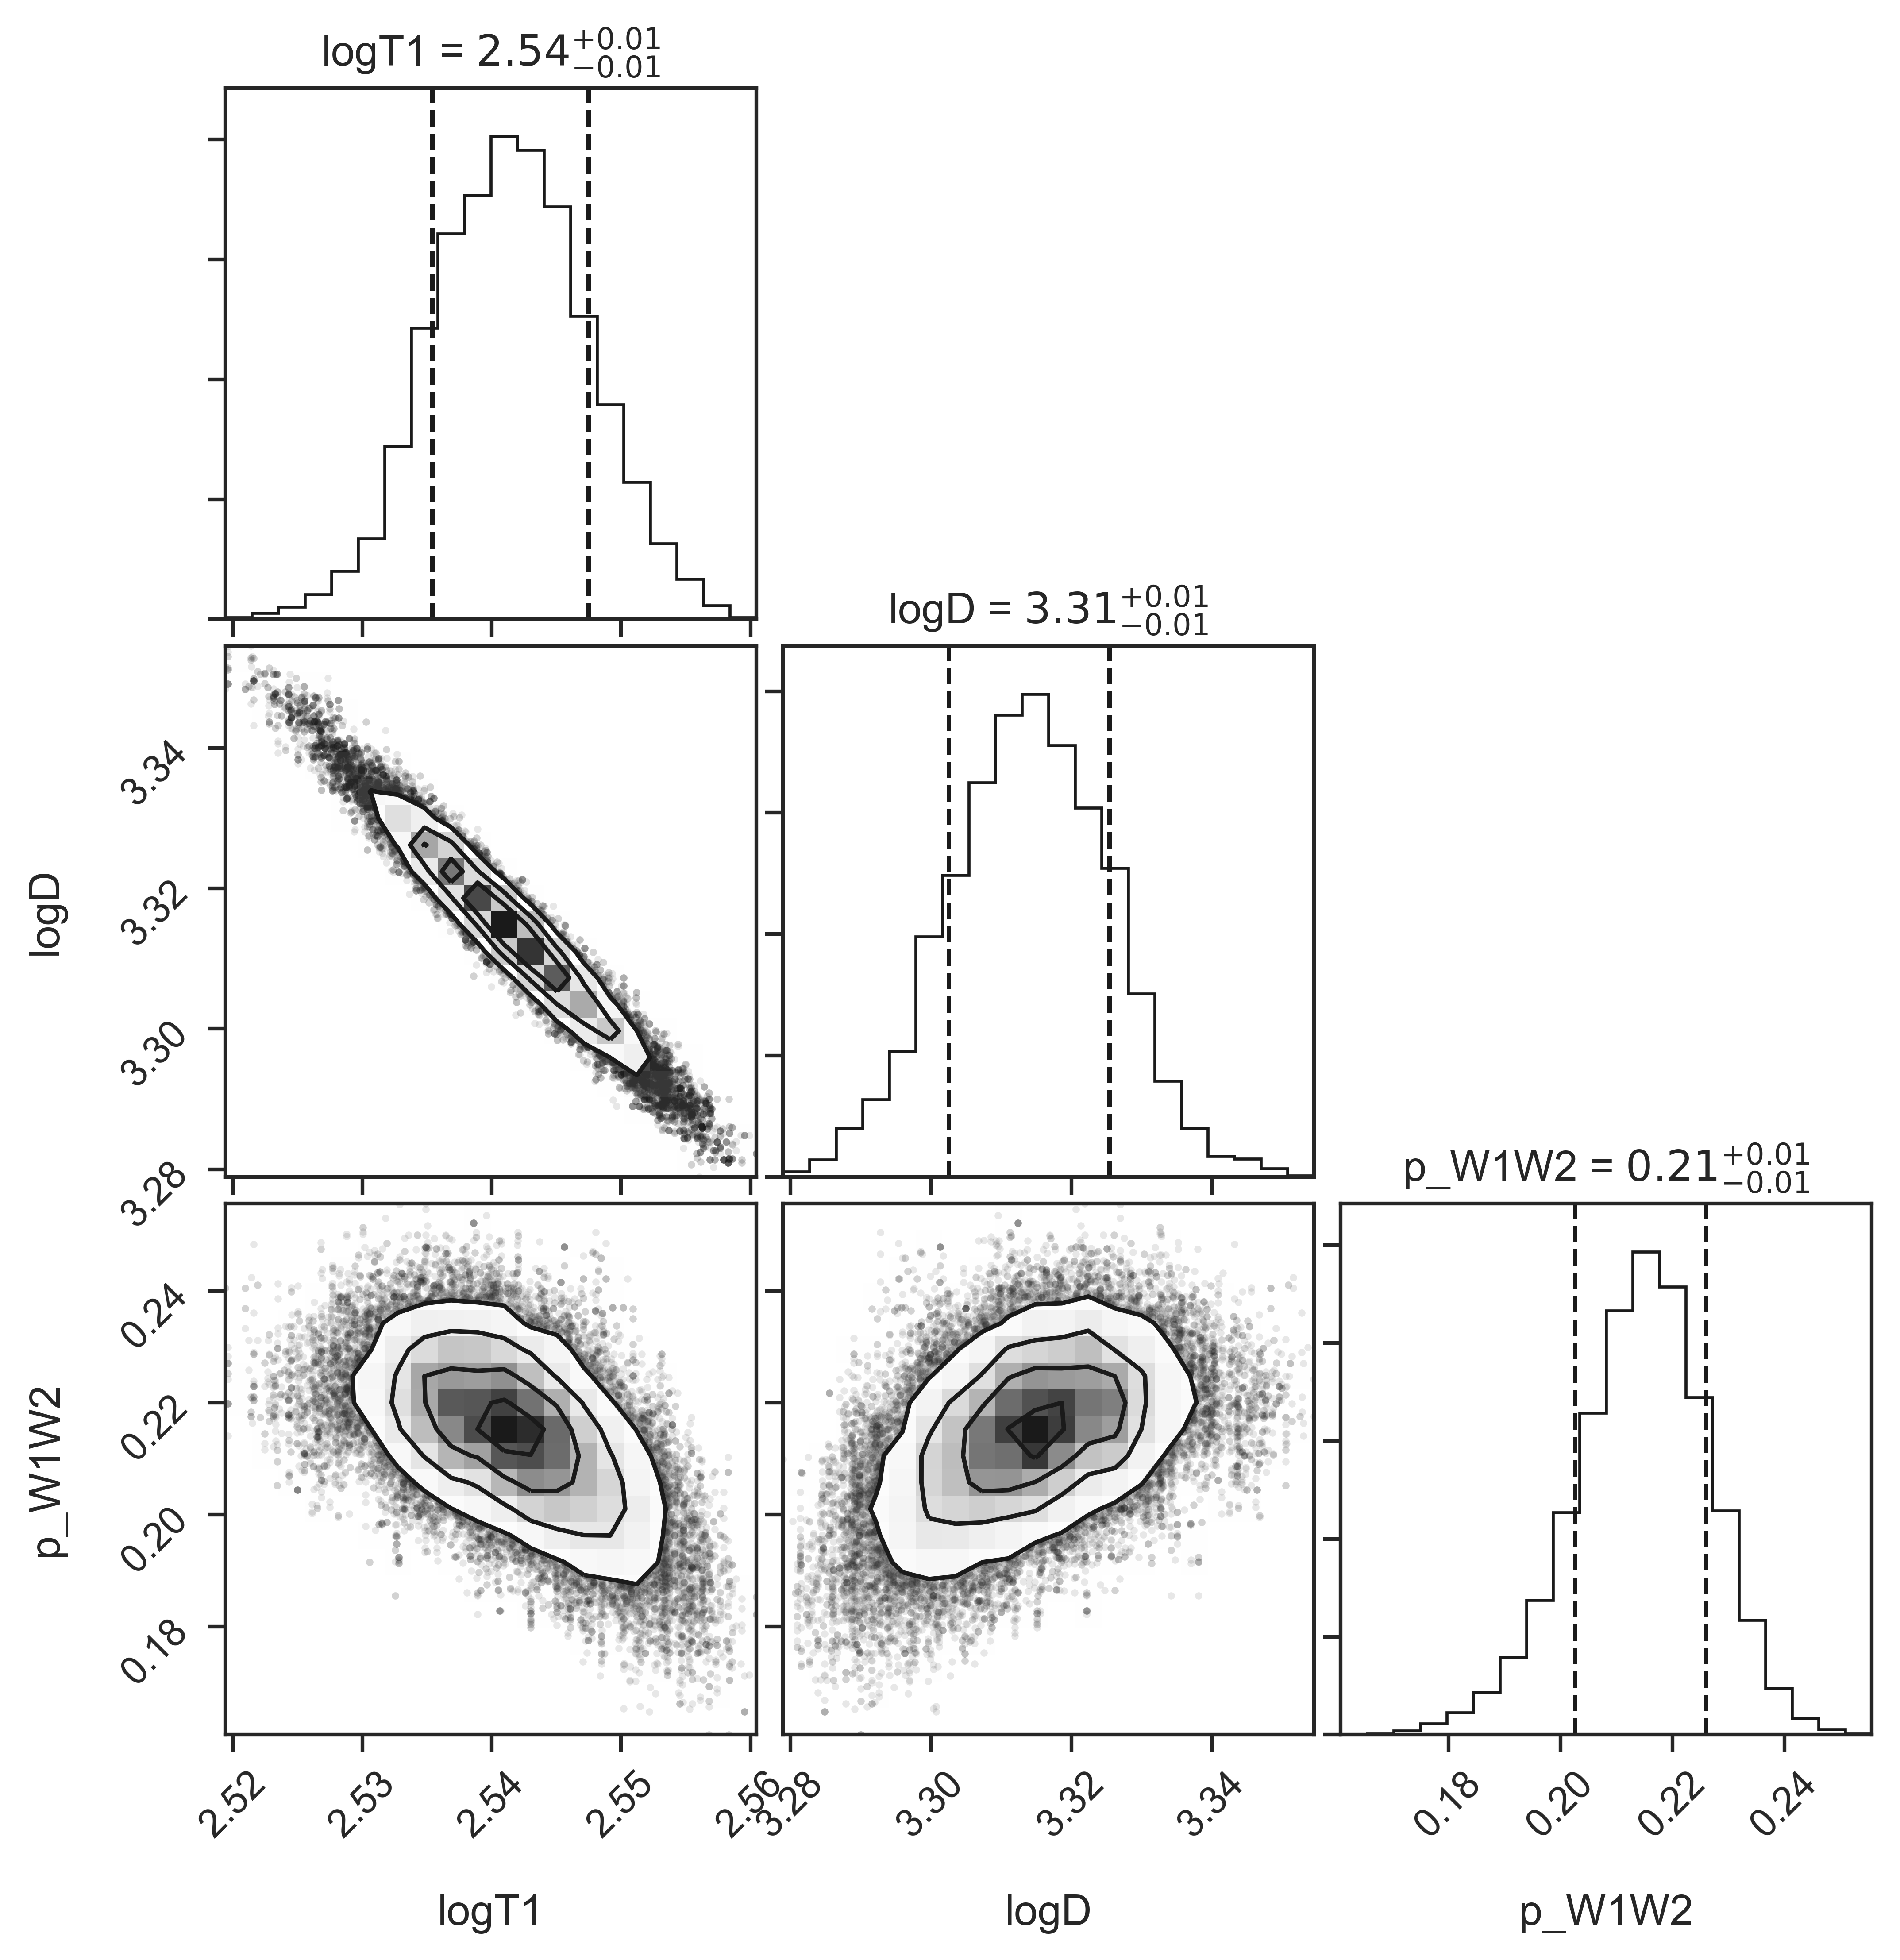 logT1 = 2.54+0.01−0.01
logD = 3.31+0.01−0.01
logD
3.34
3.32
3.30
3.28
p_W1W2 = 0.21+0.01−0.01
p_W1W2
0.24
0.22
0.20
0.18
2.52 2.53 2.54 2.55 2.56 3.28 3.30 3.32 3.34 0.18 0.20 0.22 0.24
logT1 logD p_W1W2